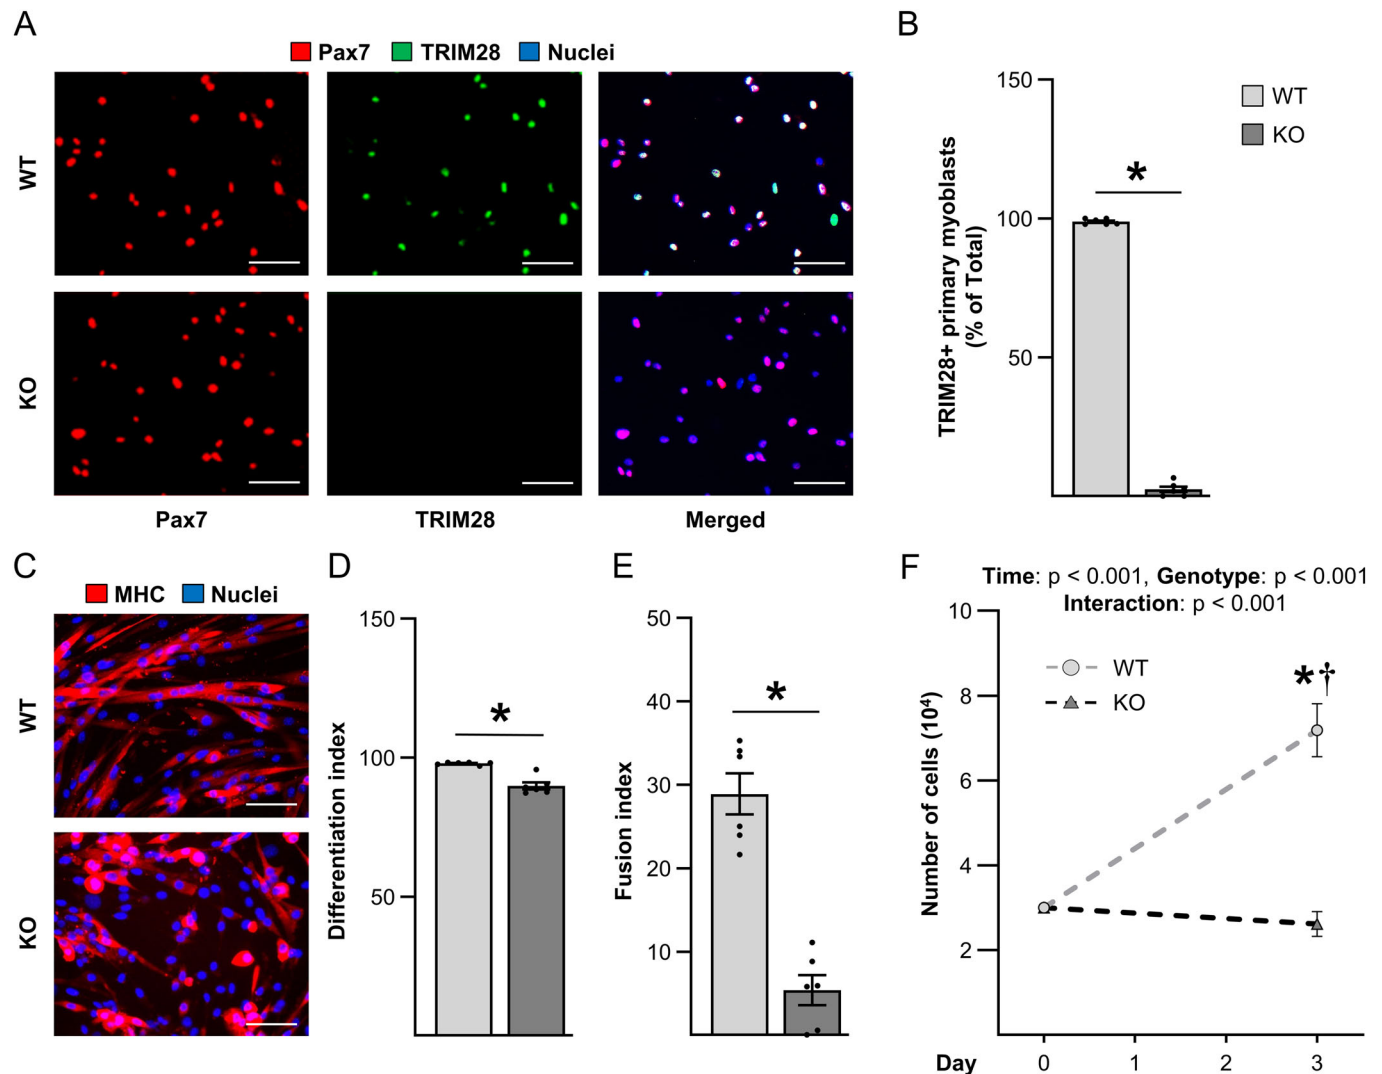 A
Pax7 TRIM28 Nuclei
WT
KO
Pax7 TRIM28 Merged
B
150
100
50
TRIM28+ primary myoblasts
(% of Total)
WT
KO
*
C
MHC Nuclei
WT
KO
D
150
100
50
Differentiation index
*
E
50
40
30
20
10
Fusion index
*
F
Time: p < 0.001, Genotype: p < 0.001
Interaction: p < 0.001
10
8
6
4
2
Number of cells (10⁴)
WT
KO
*†
Day 0 1 2 3